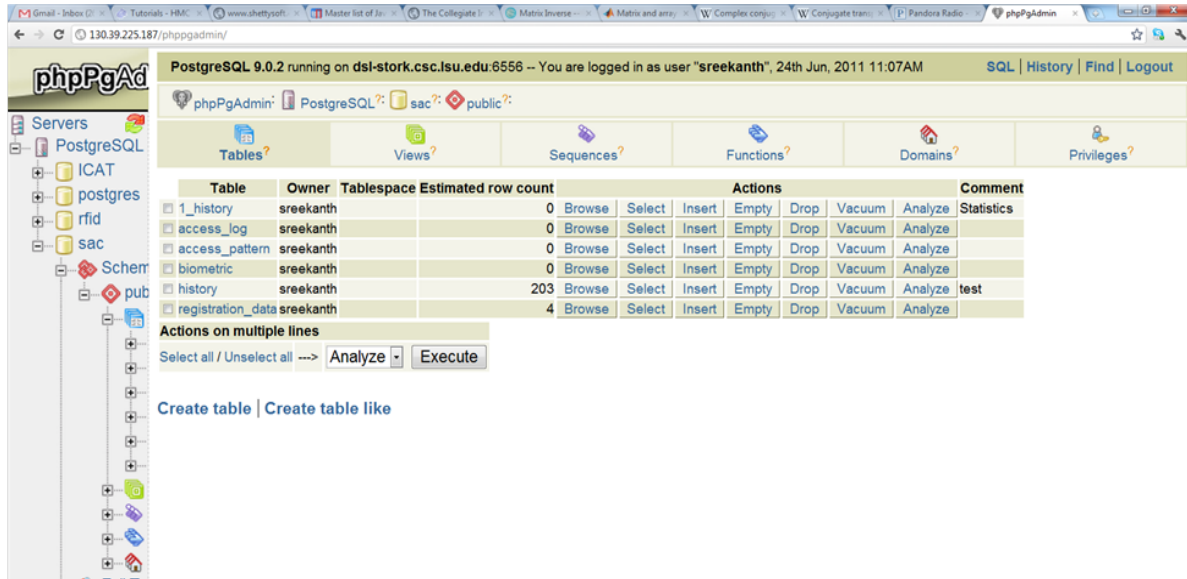 Gmail - Inbox (2
Tutorials - HMC
www.shettysoft.
Master list of Jav
The Collegiate
Matrix Inverse --
Matrix and array
Complex conjug
Conjugate trans
Pandora Radio -
phpPgAdmin
130.39.225.187/phppgadmin/
phpPgAd
PostgreSQL 9.0.2 running on dsl-stork.csc.lsu.edu:6556 -- You are logged in as user "sreekanth", 24th Jun, 2011 11:07AM
SQL | History | Find | Logout
phpPgAdmin: PostgreSQL?: sac?: public?:
Servers
PostgreSQL
ICAT
postgres
rfid
sac
Schem
pub
Tables? Views? Sequences? Functions? Domains? Privileges?
Table Owner Tablespace Estimated row count Actions Comment
1_history sreekanth 0 Browse Select Insert Empty Drop Vacuum Analyze Statistics
access_log sreekanth 0 Browse Select Insert Empty Drop Vacuum Analyze
access_pattern sreekanth 0 Browse Select Insert Empty Drop Vacuum Analyze
biometric sreekanth 0 Browse Select Insert Empty Drop Vacuum Analyze
history sreekanth 203 Browse Select Insert Empty Drop Vacuum Analyze test
registration_data sreekanth 4 Browse Select Insert Empty Drop Vacuum Analyze
Actions on multiple lines
Select all / Unselect all ---> Analyze Execute
Create table | Create table like